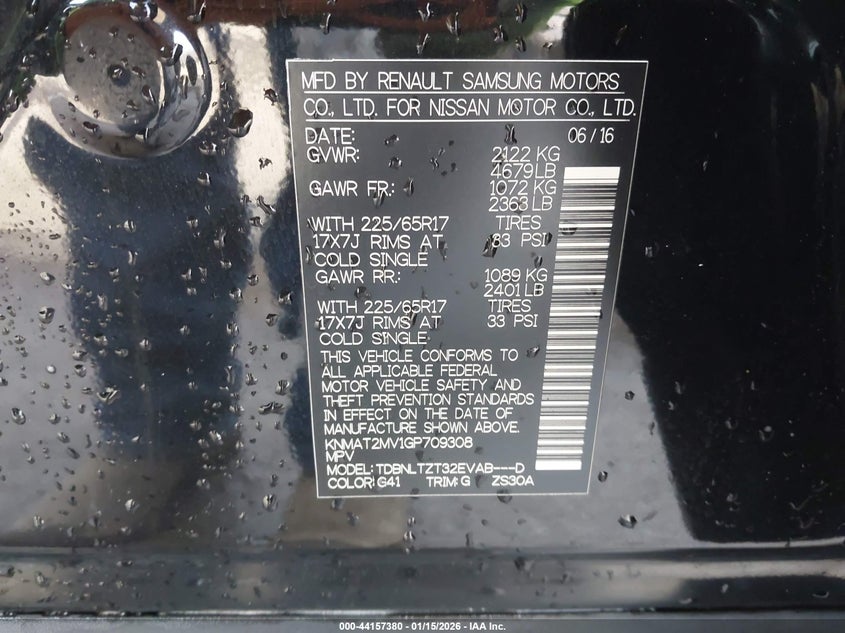 MFD BY RENAULT SAMSUNG MOTORS
CO., LTD. FOR NISSAN MOTOR CO., LTD.
DATE: 06/16
GVWR: 2122 KG
4679LB
GAWR FR: 1072 KG
2363 LB
WITH 225/65R17 TIRES
17X7J RIMS AT 33 PSI
COLD SINGLE
GAWR RR: 1089 KG
2401 LB
WITH 225/65R17 TIRES
17X7J RIMS AT 33 PSI
COLD SINGLE
THIS VEHICLE CONFORMS TO
ALL APPLICABLE FEDERAL
MOTOR VEHICLE SAFETY AND
THEFT PREVENTION STANDARDS
IN EFFECT ON THE DATE OF
MANUFACTURE SHOWN ABOVE.
KNMAT2MV1GP709308
MPV
MODEL: TDBNLTZT32EVAB---D
COLOR: G41 TRIM: G ZS30A
000-44157380 - 01/15/2026 - IAA Inc.